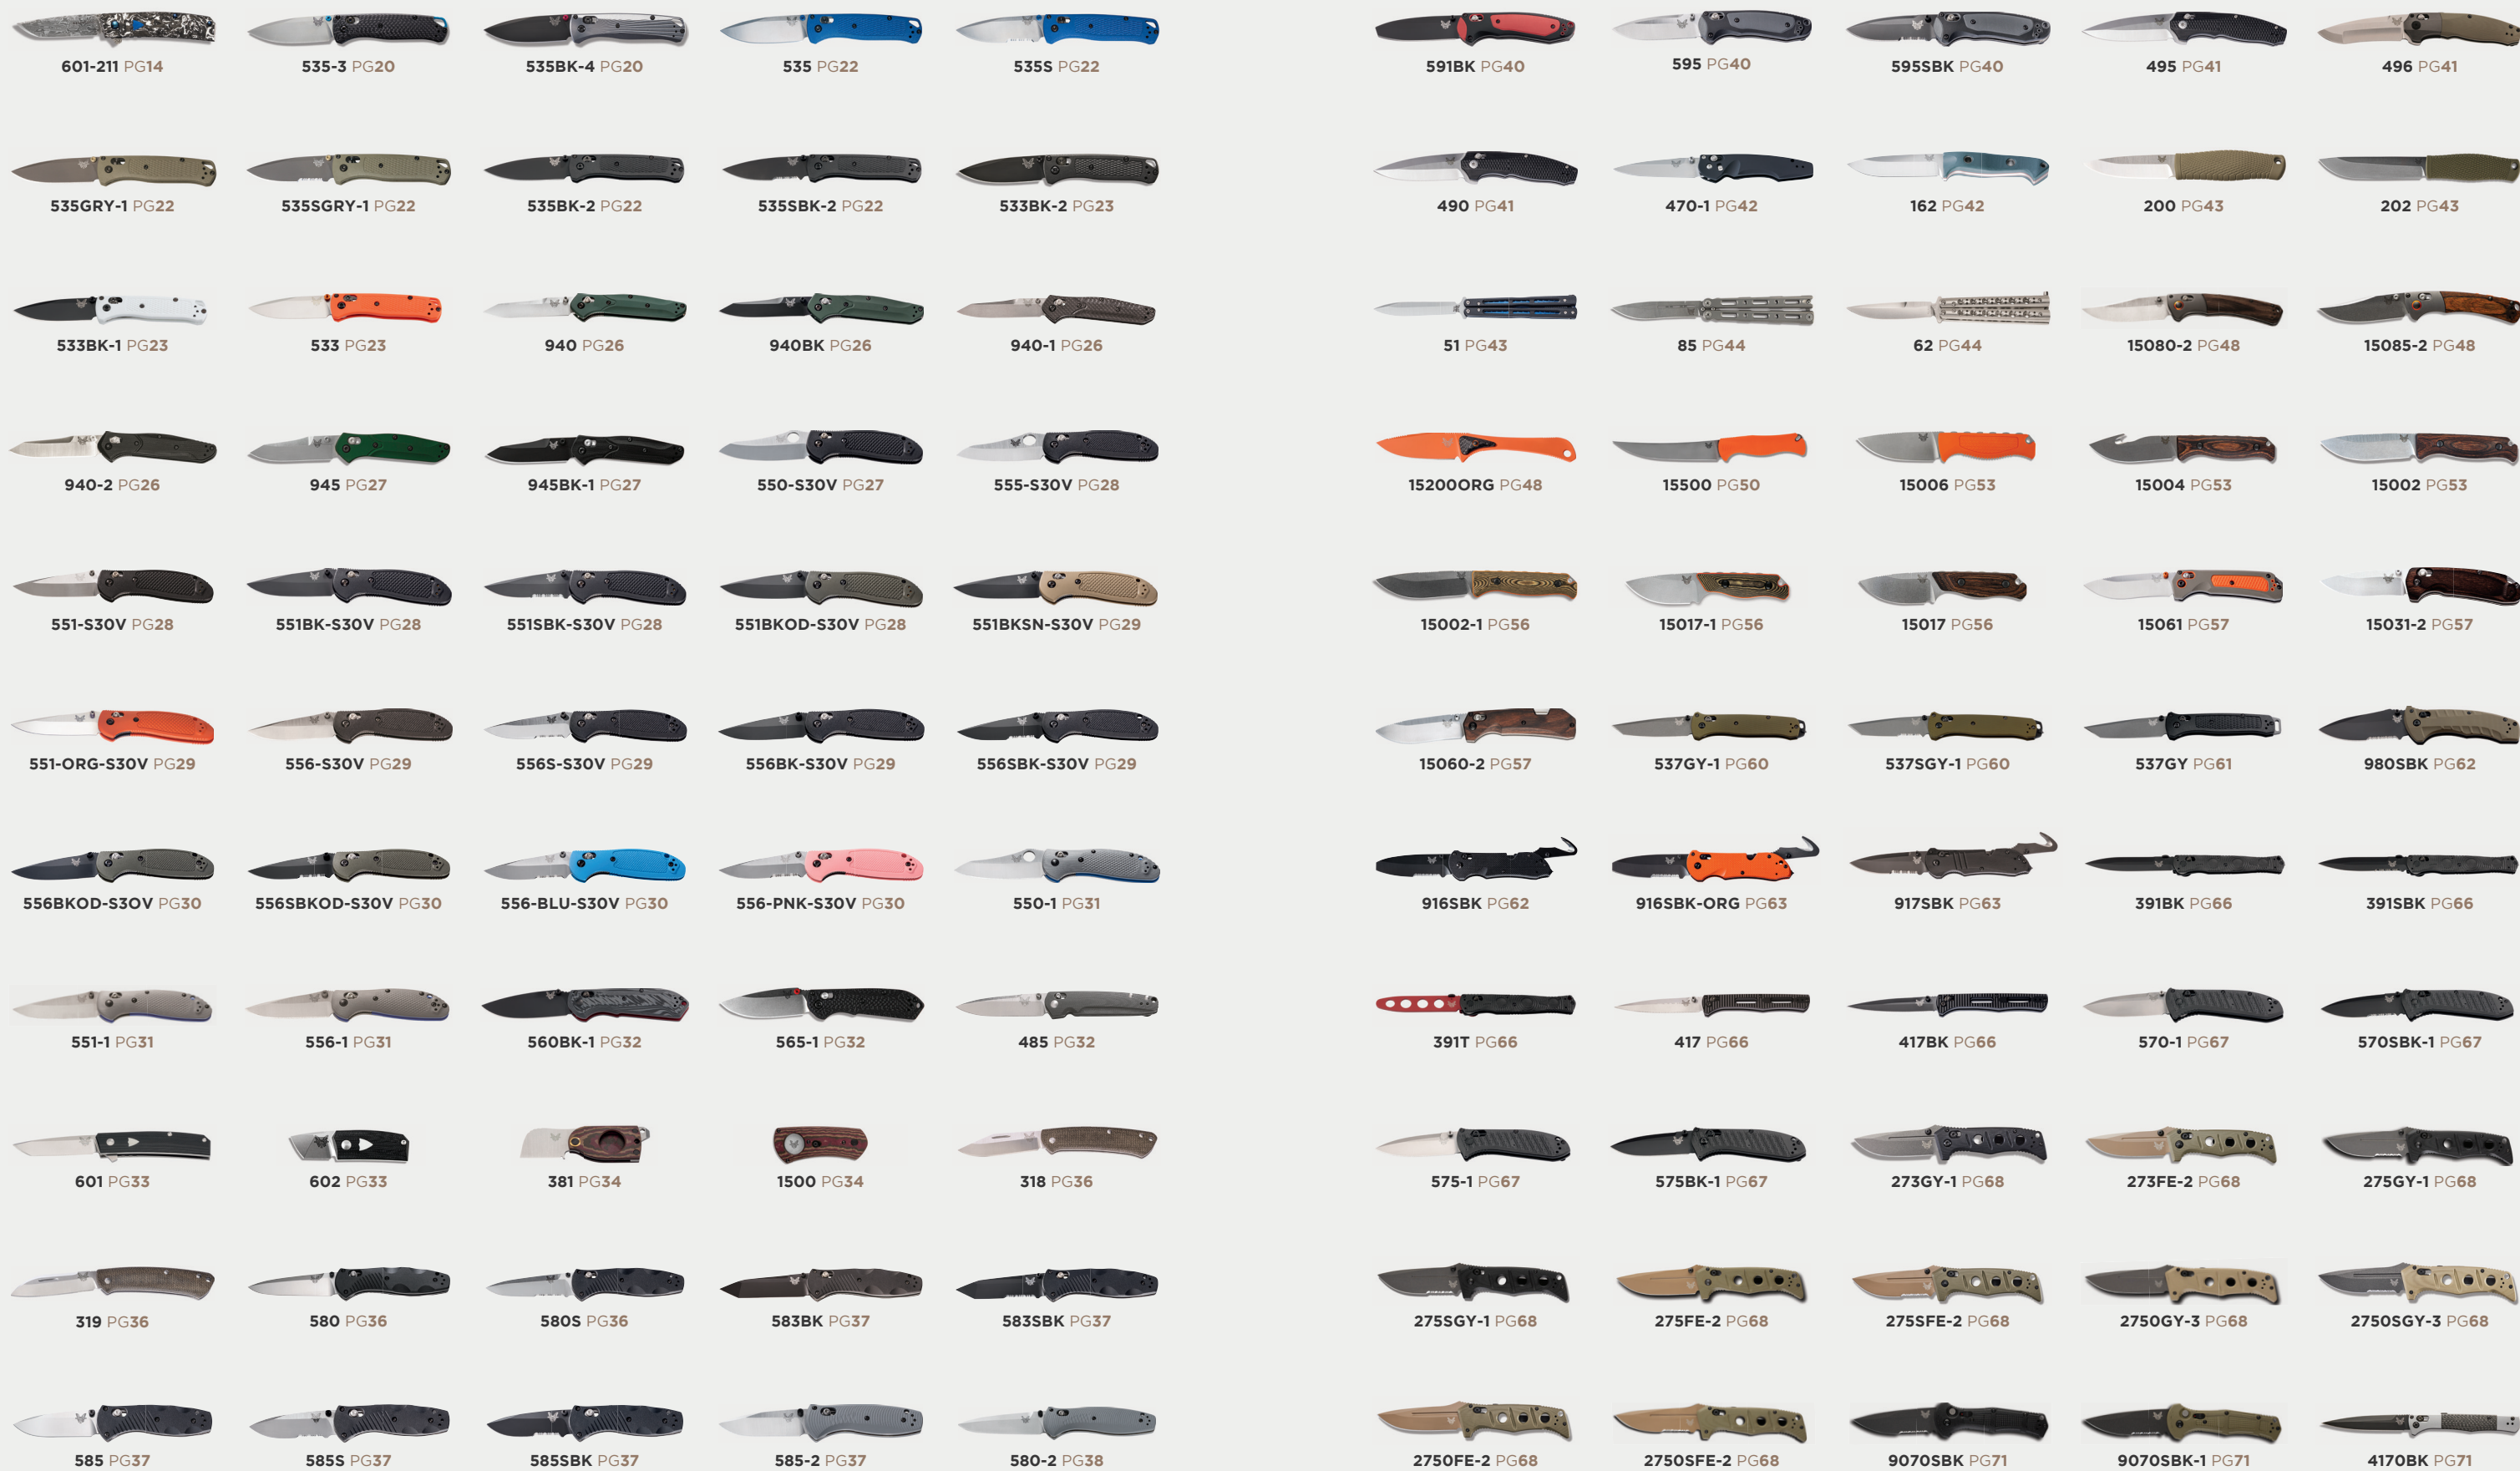 601-211 PG14 535-3 PG20 535BK-4 PG20 535 PG22 535S PG22
535GRY-1 PG22 535SGRY-1 PG22 535BK-2 PG22 535SBK-2 PG22 533BK-2 PG23
533BK-1 PG23 533 PG23 940 PG26 940BK PG26 940-1 PG26
940-2 PG26 945 PG27 945BK-1 PG27 550-S30V PG27 555-S30V PG28
551-S30V PG28 551BK-S30V PG28 551SBK-S30V PG28 551BKOD-S30V PG28 551BKSN-S30V PG29
551-ORG-S30V PG29 556-S30V PG29 556S-S30V PG29 556BK-S30V PG29 556SBK-S30V PG29
556BKOD-S3OV PG30 556SBKOD-S30V PG30 556-BLU-S30V PG30 556-PNK-S30V PG30 550-1 PG31
551-1 PG31 556-1 PG31 560BK-1 PG32 565-1 PG32 485 PG32
601 PG33 602 PG33 381 PG34 1500 PG34 318 PG36
319 PG36 580 PG36 580S PG36 583BK PG37 583SBK PG37
585 PG37 585S PG37 585SBK PG37 585-2 PG37 580-2 PG38
591BK PG40 595 PG40 595SBK PG40 495 PG41 496 PG41
490 PG41 470-1 PG42 162 PG42 200 PG43 202 PG43
51 PG43 85 PG44 62 PG44 15080-2 PG48 15085-2 PG48
15200ORG PG48 15500 PG50 15006 PG53 15004 PG53 15002 PG53
15002-1 PG56 15017-1 PG56 15017 PG56 15061 PG57 15031-2 PG57
15060-2 PG57 537GY-1 PG60 537SGY-1 PG60 537GY PG61 980SBK PG62
916SBK PG62 916SBK-ORG PG63 917SBK PG63 391BK PG66 391SBK PG66
391T PG66 417 PG66 417BK PG66 570-1 PG67 570SBK-1 PG67
575-1 PG67 575BK-1 PG67 273GY-1 PG68 273FE-2 PG68 275GY-1 PG68
275SGY-1 PG68 275FE-2 PG68 275SFE-2 PG68 2750GY-3 PG68 2750SGY-3 PG68
2750FE-2 PG68 2750SFE-2 PG68 9070SBK PG71 9070SBK-1 PG71 4170BK PG71